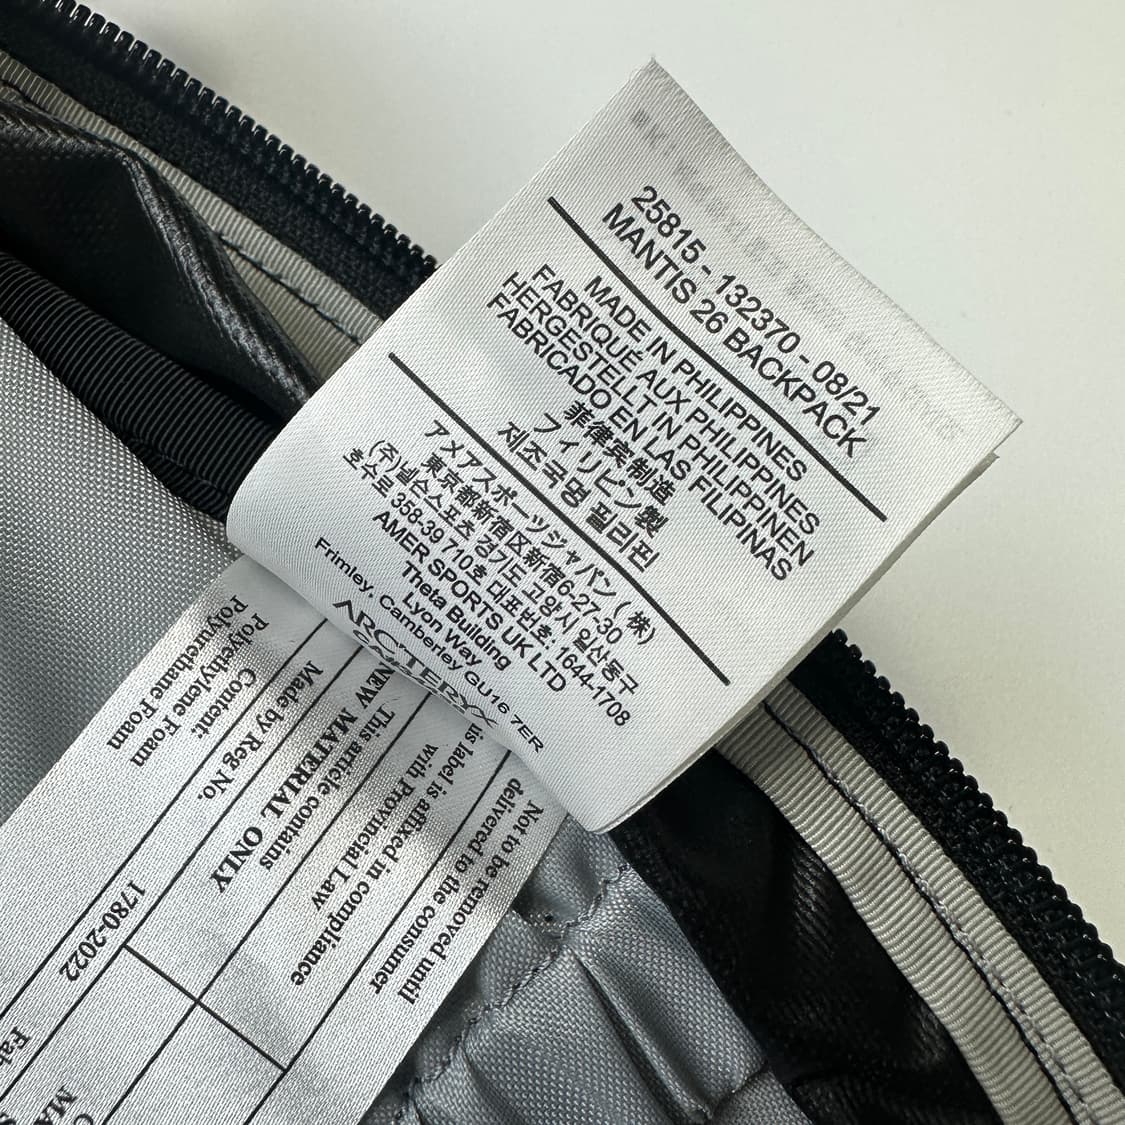 25815 - 132370 - 08/21
MANTIS 26 BACKPACK
MADE IN PHILIPPINES
FABRIQUÉ AUX PHILIPPINES
HERGESTELLT IN PHILIPPINEN
FABRICADO EN LAS FILIPINAS
菲律宾制造
フィリピン製
제조국명 필리핀
アメアスポーツジャパン (株)
東京都新宿区新宿6-27-30
(주)넬슨스포츠 경기도 고양시 일산동구
호수로 358-39 710호 대표번호: 1644-1708
AMER SPORTS UK LTD
Theta Building
Lyon Way
Frimley, Camberley GU16 7ER
ARC'TERYX
Not to be removed until
delivered to the consumer
label is affixed in compliance
with Provincial Law
This article contains
NEW MATERIAL ONLY
Made by Reg No.
1780-2022
Content:
Polyethylene Foam
Polyurethane Foam